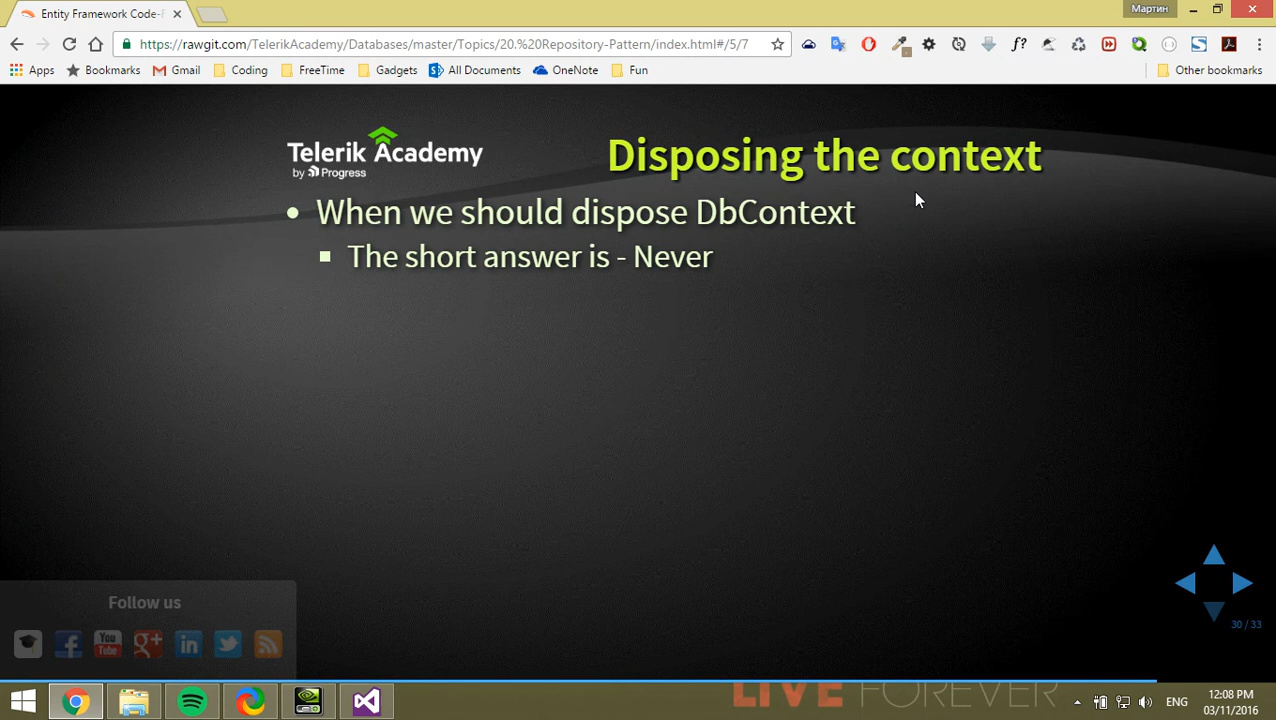 Entity Framework Code-F
Мартин
https://rawgit.com/TelerikAcademy/Databases/master/Topics/20.%20Repository-Pattern/index.html#/5/7
Apps Bookmarks Gmail Coding FreeTime Gadgets All Documents OneNote Fun Other bookmarks
Telerik Academy
by Progress
Disposing the context
• When we should dispose DbContext
▪ The short answer is - Never
Follow us
You Tube
30 / 33
LIVE FOREVER
ENG
12:08 PM
03/11/2016